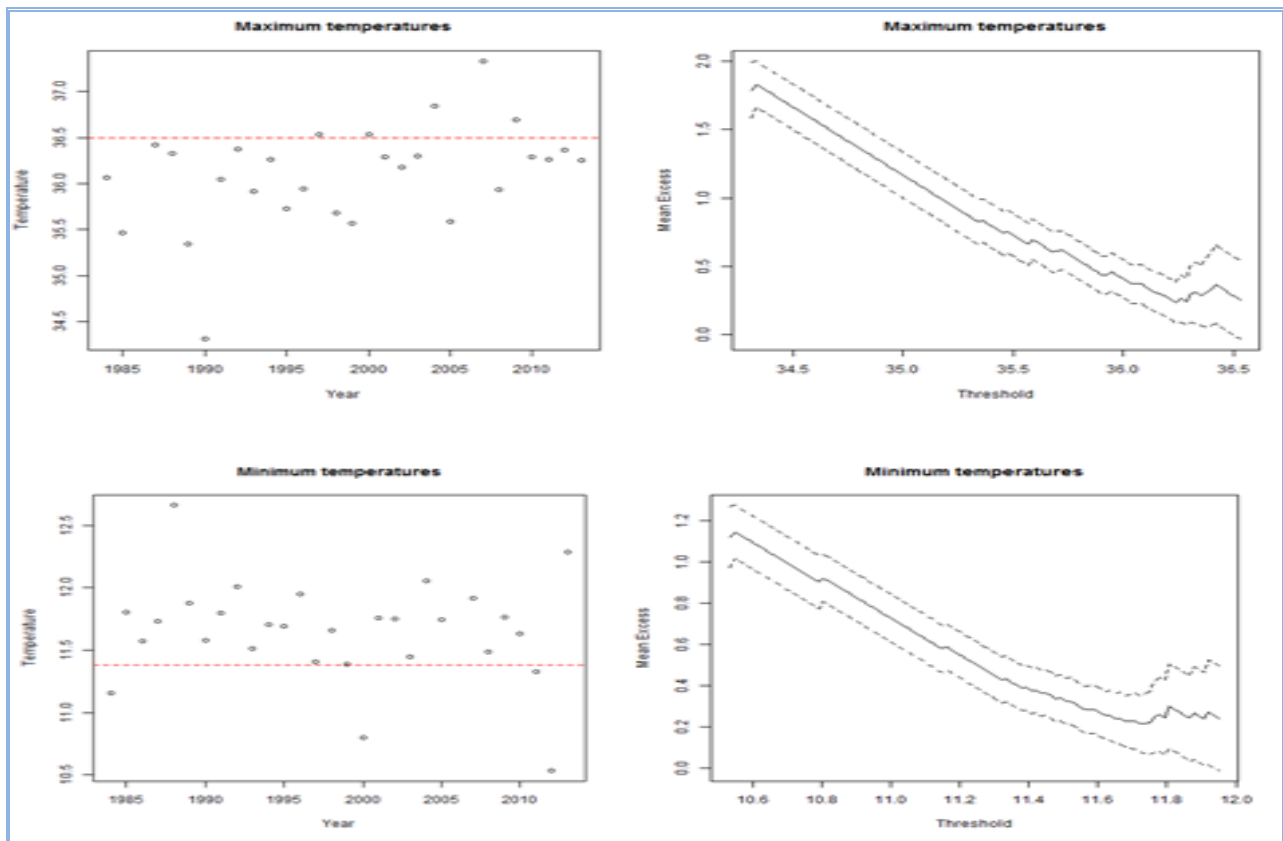 Maximum temperatures
Temperature
37.0
36.5
36.0
35.5
35.0
34.5
1985 1990 1995 2000 2005 2010
Year
Maximum temperatures
Mean Excess
2.0
1.5
1.0
0.5
0.0
34.5 35.0 35.5 36.0 36.5
Threshold
Minimum temperatures
Temperature
12.5
12.0
11.5
11.0
10.5
1985 1990 1995 2000 2005 2010
Year
Minimum temperatures
Mean Excess
1.2
1.0
0.8
0.6
0.4
0.2
0.0
10.6 10.8 11.0 11.2 11.4 11.6 11.8 12.0
Threshold